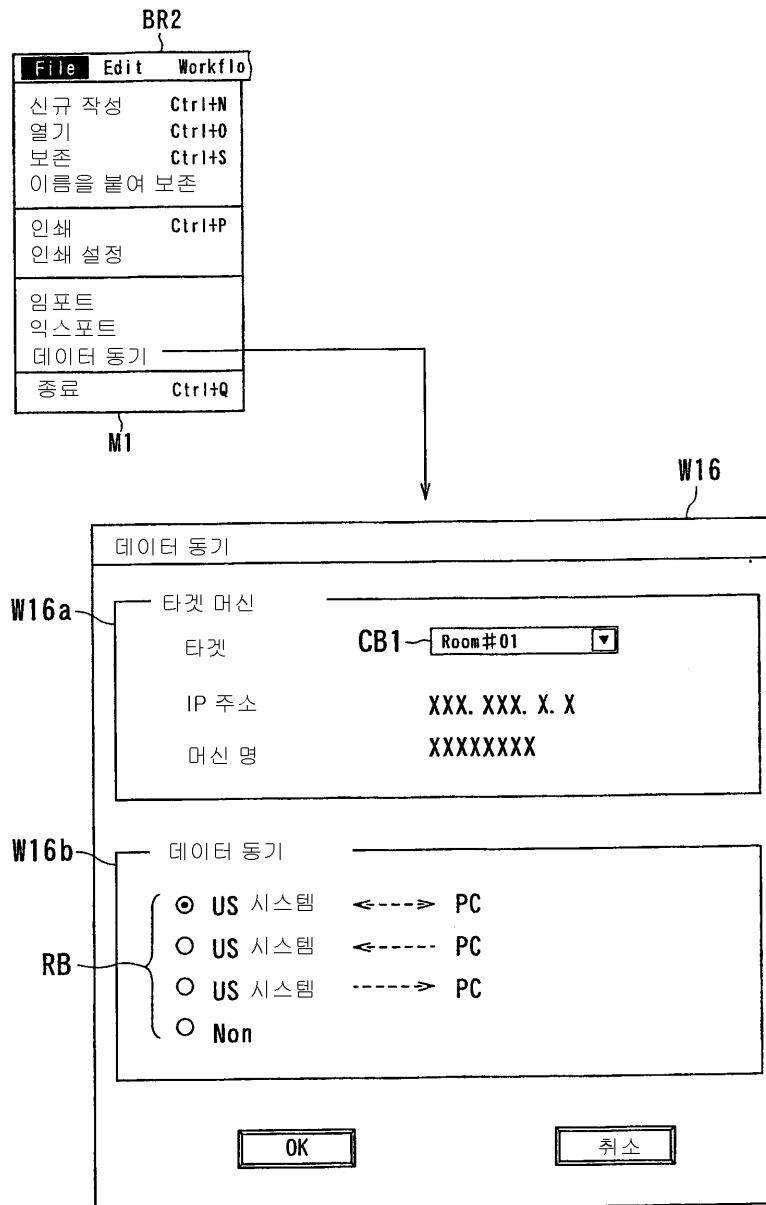 BR2
File Edit Workflo
신규 작성 Ctrl+N
열기 Ctrl+O
보존 Ctrl+S
이름을 붙여 보존
인쇄 Ctrl+P
인쇄 설정
임포트
익스포트
데이터 동기
종료 Ctrl+Q
M1
W16
데이터 동기
W16a
타겟 머신
타겟 CB1 Room#01
IP 주소 XXX. XXX. X. X
머신 명 XXXXXXXX
W16b
데이터 동기
US 시스템 <----> PC
US 시스템 <----- PC
RB
US 시스템 -----> PC
Non
OK 취소